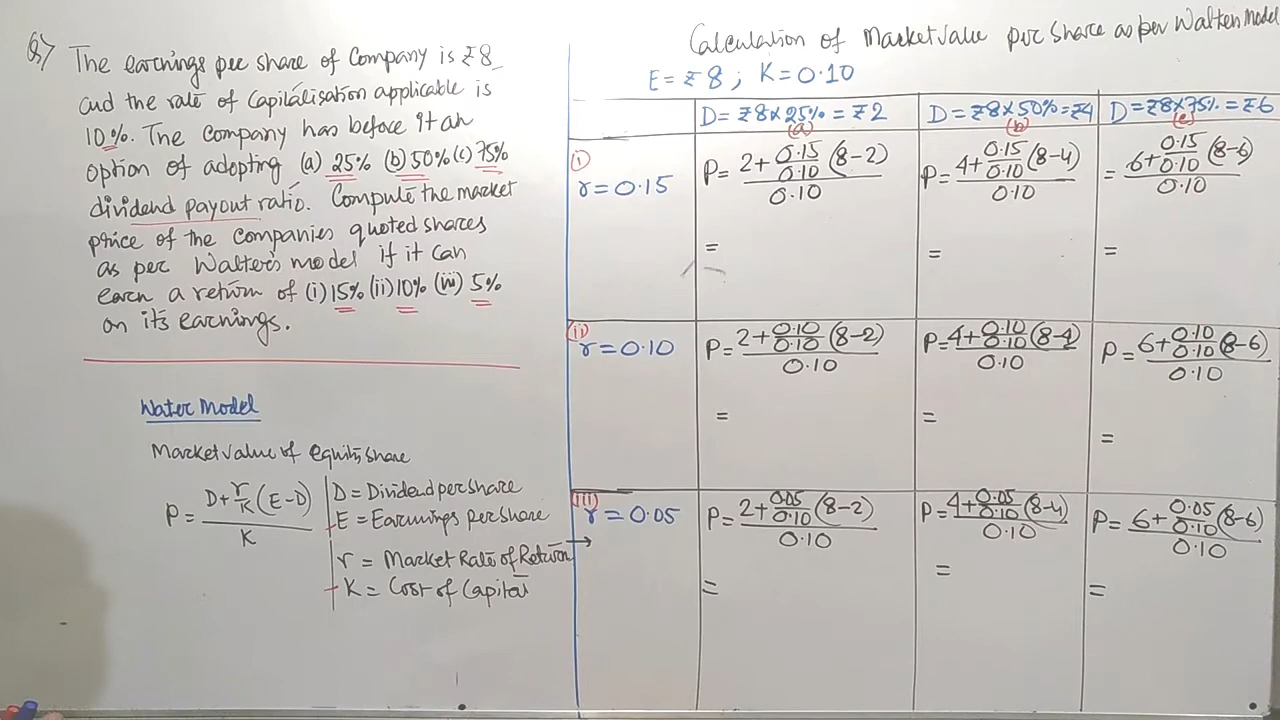 Q>
The earnings per share of Company is ₹8
and the rate of Capitalisation applicable is
10%. The Company has before it an
option of adopting (a) 25% (b) 50% (c) 75%
dividend payout ratio. Compute the market
price of the Companies quoted shares
as per Walter's model if it can
earn a return of (i) 15% (ii) 10% (iii) 5%
on its earnings.
Water Model
Market value of equity share
P = D + r/K (E - D) / K
D = Dividend per share
E = Earnings per share
r = Market Rate of Return
K = Cost of Capital
Calculation of Market value per share as per Walter Model
E = ₹8 ; K = 0.10
D = ₹8 × 25% = ₹2 (a)
D = ₹8 × 50% = ₹4 (b)
D = ₹8 × 75% = ₹6 (c)
(i) r = 0.15
P = 2 + 0.15/0.10 (8 - 2) / 0.10
=
P = 4 + 0.15/0.10 (8 - 4) / 0.10
=
= 6 + 0.15/0.10 (8 - 6) / 0.10
=
(ii) r = 0.10
P = 2 + 0.10/0.10 (8 - 2) / 0.10
=
P = 4 + 0.10/0.10 (8 - 4) / 0.10
=
P = 6 + 0.10/0.10 (8 - 6) / 0.10
=
(iii) r = 0.05
P = 2 + 0.05/0.10 (8 - 2) / 0.10
=
P = 4 + 0.05/0.10 (8 - 4) / 0.10
=
P = 6 + 0.05/0.10 (8 - 6) / 0.10
=